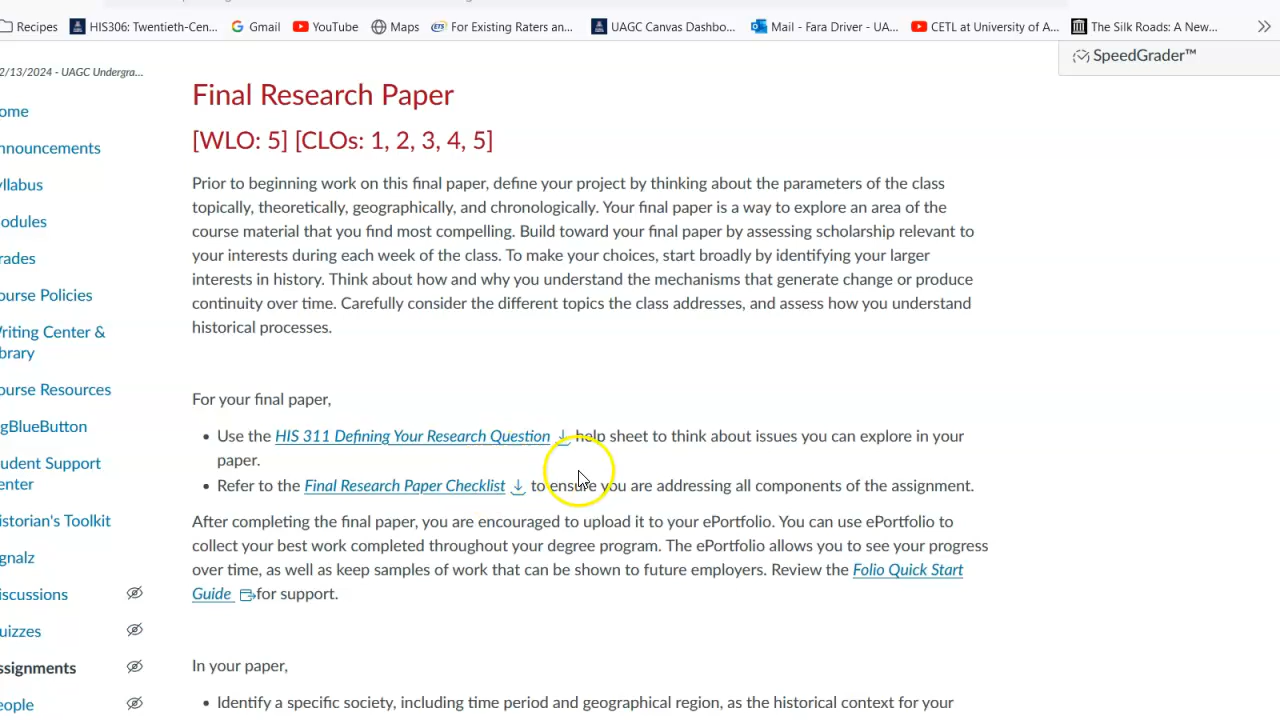 Recipes HIS306: Twentieth-Cen... Gmail YouTube Maps ETS For Existing Raters an... UAGC Canvas Dashbo... Mail - Fara Driver - UA... CETL at University of A... The Silk Roads: A New...
2/13/2024 - UAGC Undergra...
SpeedGrader™
ome
nnouncements
yllabus
odules
rades
ourse Policies
riting Center &
brary
ourse Resources
gBlueButton
tudent Support
enter
istorian's Toolkit
gnalz
iscussions
uizzes
ssignments
eople
Final Research Paper
[WLO: 5] [CLOs: 1, 2, 3, 4, 5]
Prior to beginning work on this final paper, define your project by thinking about the parameters of the class
topically, theoretically, geographically, and chronologically. Your final paper is a way to explore an area of the
course material that you find most compelling. Build toward your final paper by assessing scholarship relevant to
your interests during each week of the class. To make your choices, start broadly by identifying your larger
interests in history. Think about how and why you understand the mechanisms that generate change or produce
continuity over time. Carefully consider the different topics the class addresses, and assess how you understand
historical processes.
For your final paper,
• Use the HIS 311 Defining Your Research Question help sheet to think about issues you can explore in your
paper.
• Refer to the Final Research Paper Checklist to ensure you are addressing all components of the assignment.
After completing the final paper, you are encouraged to upload it to your ePortfolio. You can use ePortfolio to
collect your best work completed throughout your degree program. The ePortfolio allows you to see your progress
over time, as well as keep samples of work that can be shown to future employers. Review the Folio Quick Start
Guide for support.
In your paper,
• Identify a specific society, including time period and geographical region, as the historical context for your